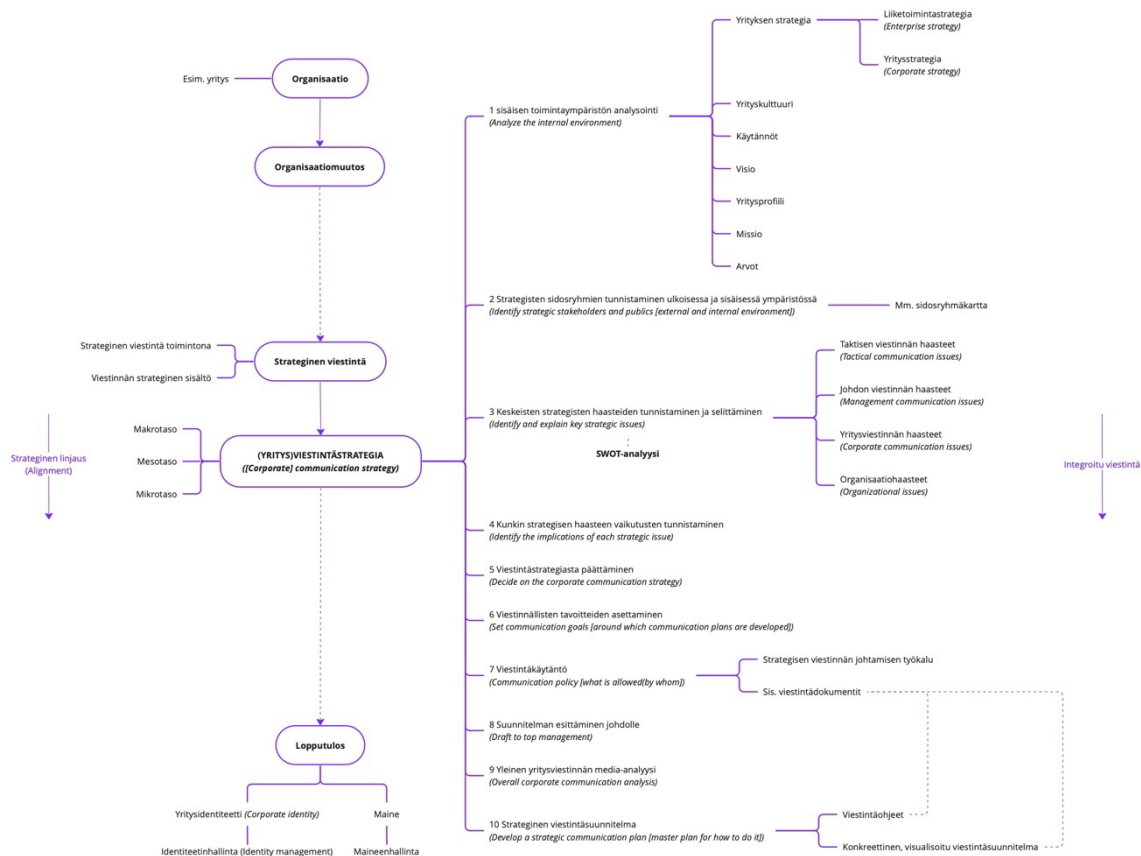 Esim. yritys
Organisaatio
Organisaatiomuutos
Strateginen viestintä toimintona
Viestinnän strateginen sisältö
Strateginen viestintä
Strateginen linjaus
(Alignment)
Makrotaso
Mesotaso
Mikrotaso
(YRITYS)VIESTINTÄSTRATEGIA
([Corporate] communication strategy)
Lopputulos
Yritysidentiteetti (Corporate identity)
Maine
Identiteetinhallinta (Identity management)
Maineenhallinta
1 sisäisen toimintaympäristön analysointi
(Analyze the internal environment)
Yrityksen strategia
Liiketoimintastrategia
(Enterprise strategy)
Yritysstrategia
(Corporate strategy)
Yrityskulttuuri
Käytännöt
Visio
Yritysprofiili
Missio
Arvot
2 Strategisten sidosryhmien tunnistaminen ulkoisessa ja sisäisessä ympäristössä
(Identify strategic stakeholders and publics [external and internal environment])
Mm. sidosryhmäkartta
3 Keskeisten strategisten haasteiden tunnistaminen ja selittäminen
(Identify and explain key strategic issues)
SWOT-analyysi
Taktisen viestinnän haasteet
(Tactical communication issues)
Johdon viestinnän haasteet
(Management communication issues)
Yritysviestinnän haasteet
(Corporate communication issues)
Organisaatiohaasteet
(Organizational issues)
Integroitu viestintä
4 Kunkin strategisen haasteen vaikutusten tunnistaminen
(Identify the implications of each strategic issue)
5 Viestintästrategiasta päättäminen
(Decide on the corporate communication strategy)
6 Viestinnällisten tavoitteiden asettaminen
(Set communication goals [around which communication plans are developed])
7 Viestintäkäytäntö
(Communication policy [what is allowed(by whom])
Strategisen viestinnän johtamisen työkalu
Sis. viestintädokumentit
8 Suunnitelman esittäminen johdolle
(Draft to top management)
9 Yleinen yritysviestinnän media-analyysi
(Overall corporate communication analysis)
10 Strateginen viestintäsuunnitelma
(Develop a strategic communication plan [master plan for how to do it])
Viestintäohjeet
Konkreettinen, visualisoitu viestintäsuunnitelma